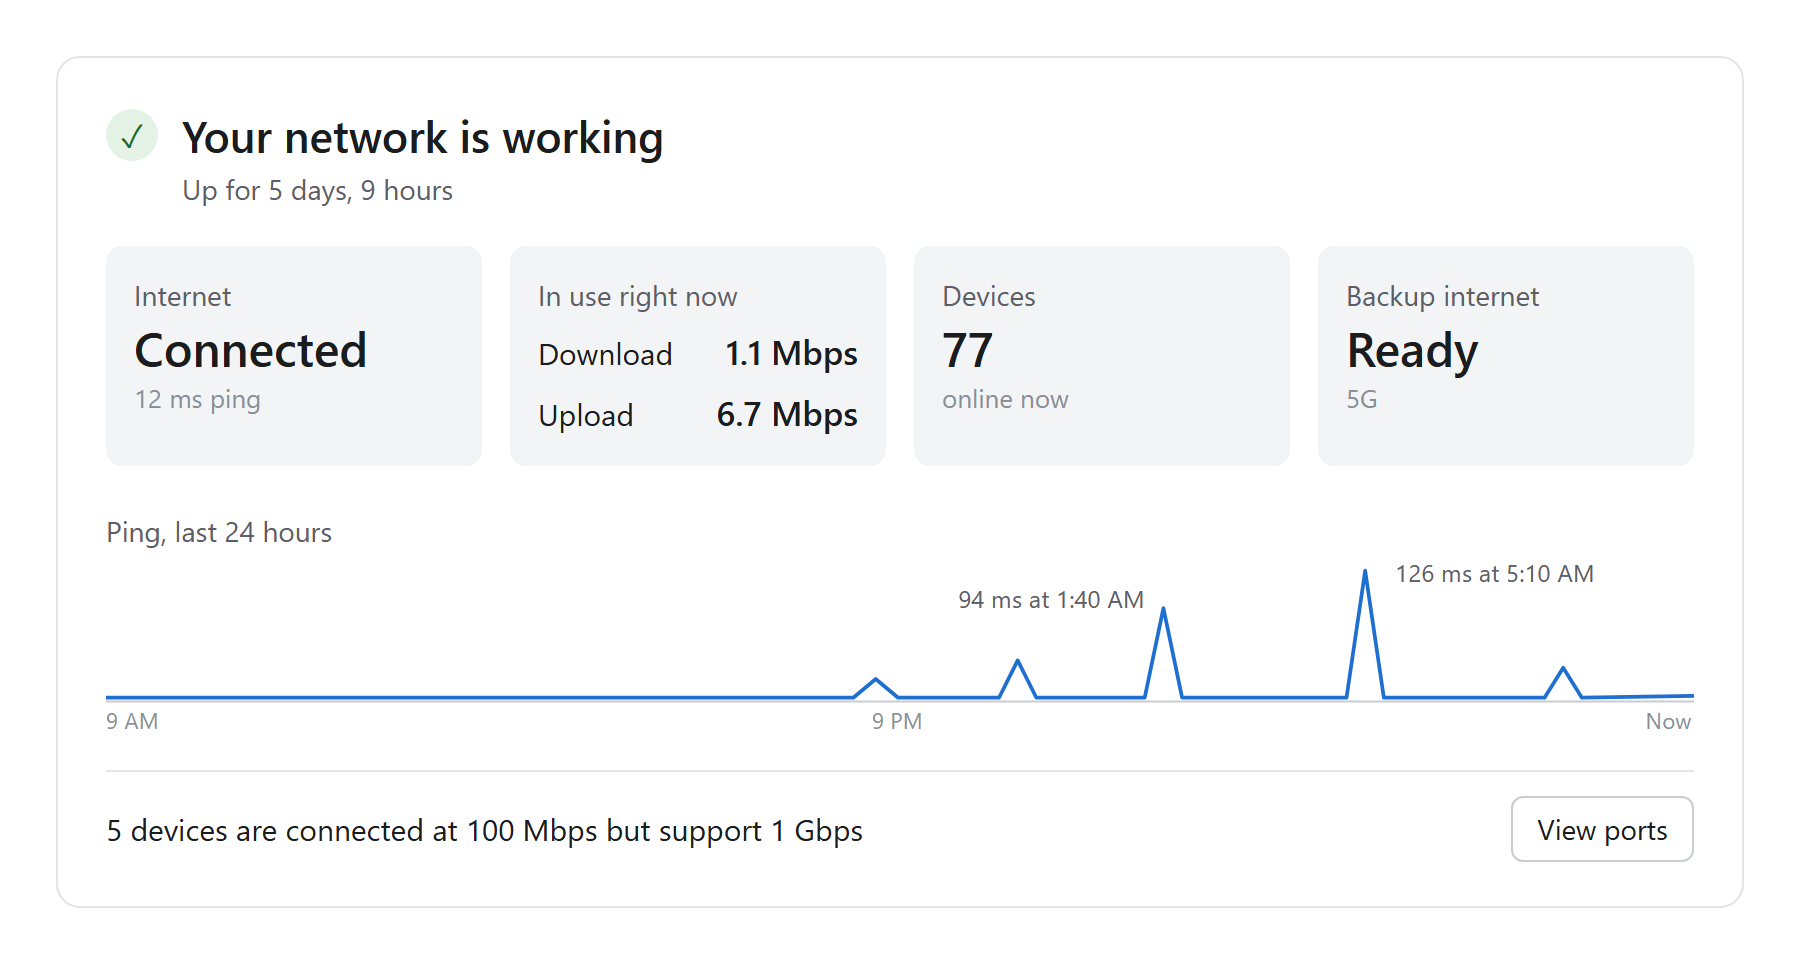 ✓ Your network is working
Up for 5 days, 9 hours
Internet
Connected
12 ms ping
In use right now
Download 1.1 Mbps
Upload 6.7 Mbps
Devices
77
online now
Backup internet
Ready
5G
Ping, last 24 hours
94 ms at 1:40 AM
126 ms at 5:10 AM
9 AM
9 PM
Now
5 devices are connected at 100 Mbps but support 1 Gbps
View ports